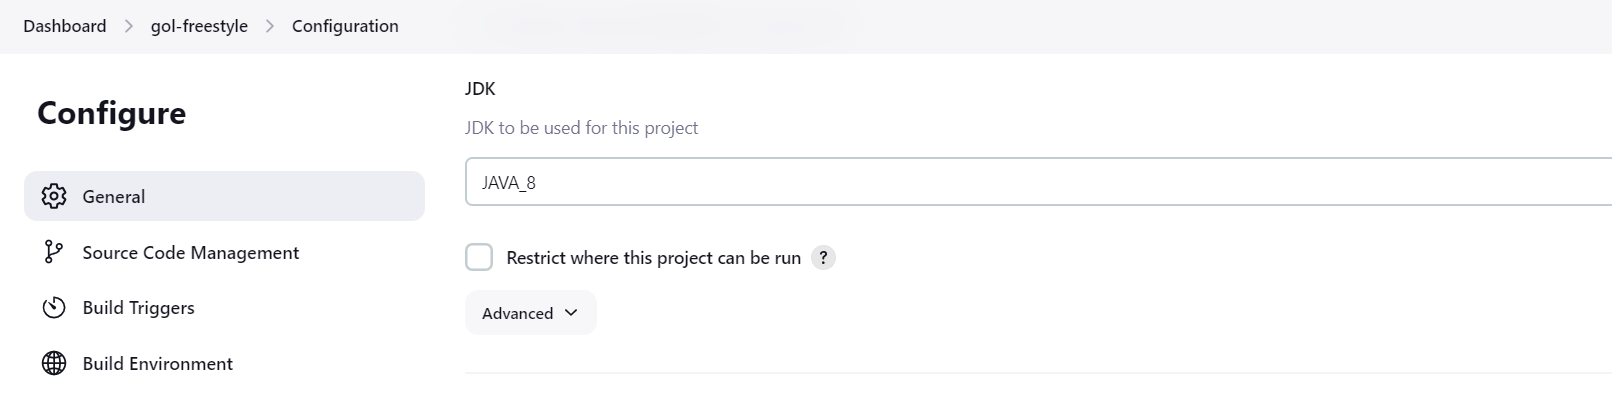 Dashboard > gol-freestyle > Configuration
Configure
General
Source Code Management
Build Triggers
Build Environment
JDK
JDK to be used for this project
JAVA_8
Restrict where this project can be run ?
Advanced